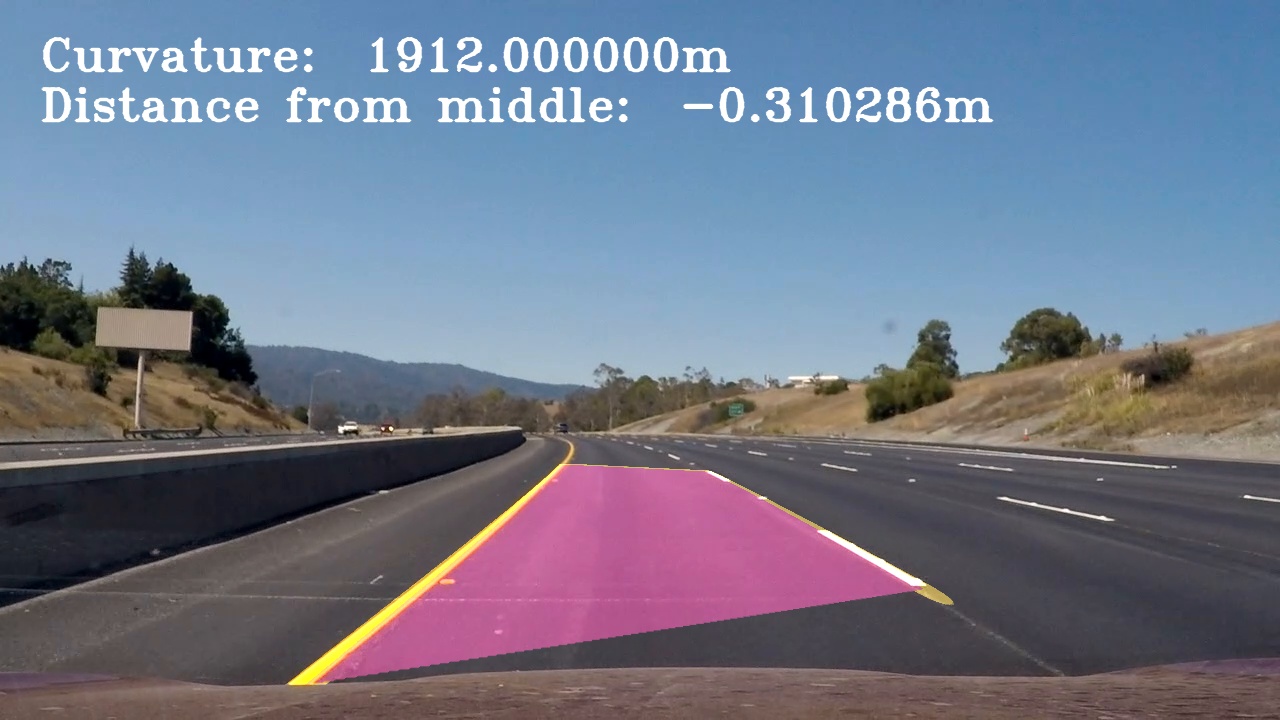 Curvature: 1912.000000m
Distance from middle: −0.310286m